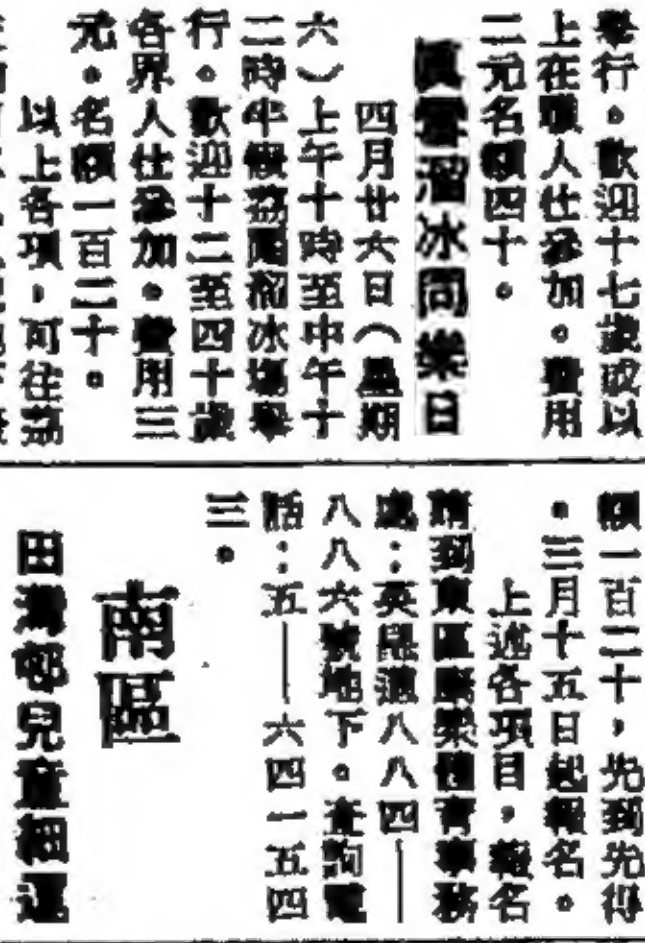 舉行。歡迎十七歲或以
上在職人仕參加。費用
二元名額四十。
雪溜冰同樂日
四月廿六日（星期
六）上午十時至中午十
二時半假荔園溜冰場舉
行。歡迎十二至四十歲
各界人仕參加。費用三
元。名額一百二十。
以上各項，可往荔
額一百二十，先到先得
。三月十五日起報名。
上述各項目，報名
請到東區康樂體育事務
處：英皇道八八四——
八八六號地下。查詢電
話：五——六四一五四
三。
南區
田灣邨兒童